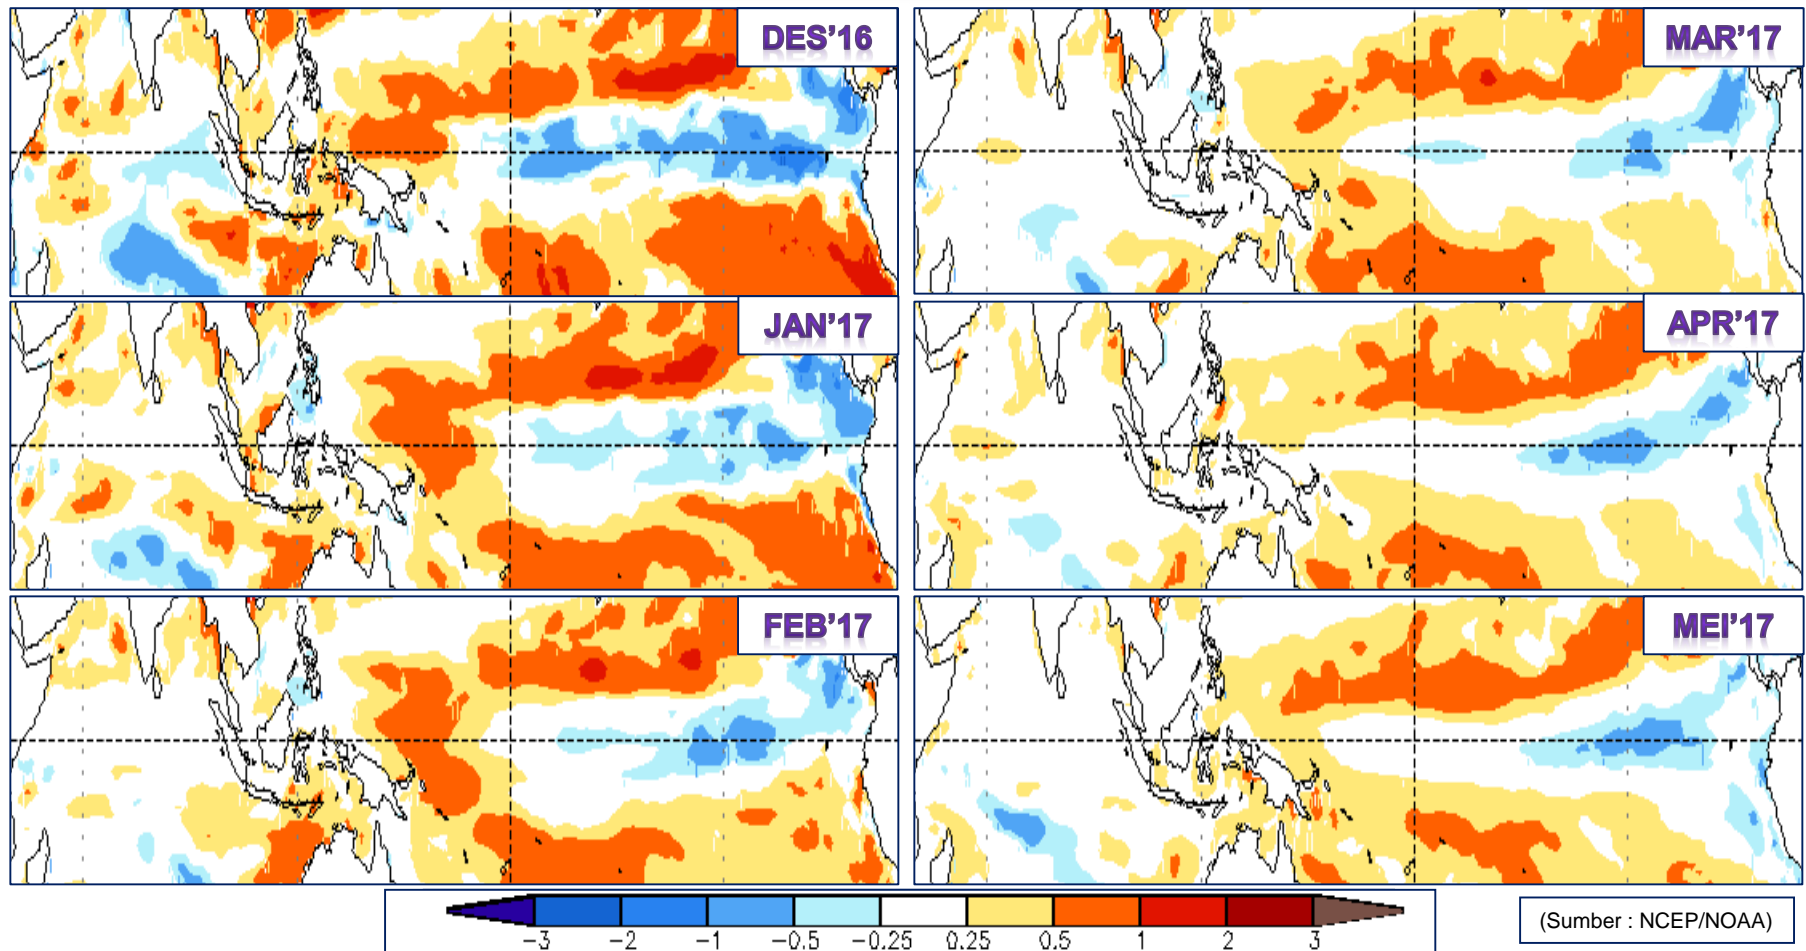 DES'16
MAR'17
JAN'17
APR'17
FEB'17
MEI'17
-3 -2 -1 -0.5 -0.25 0.25 0.5 1 2 3
(Sumber : NCEP/NOAA)